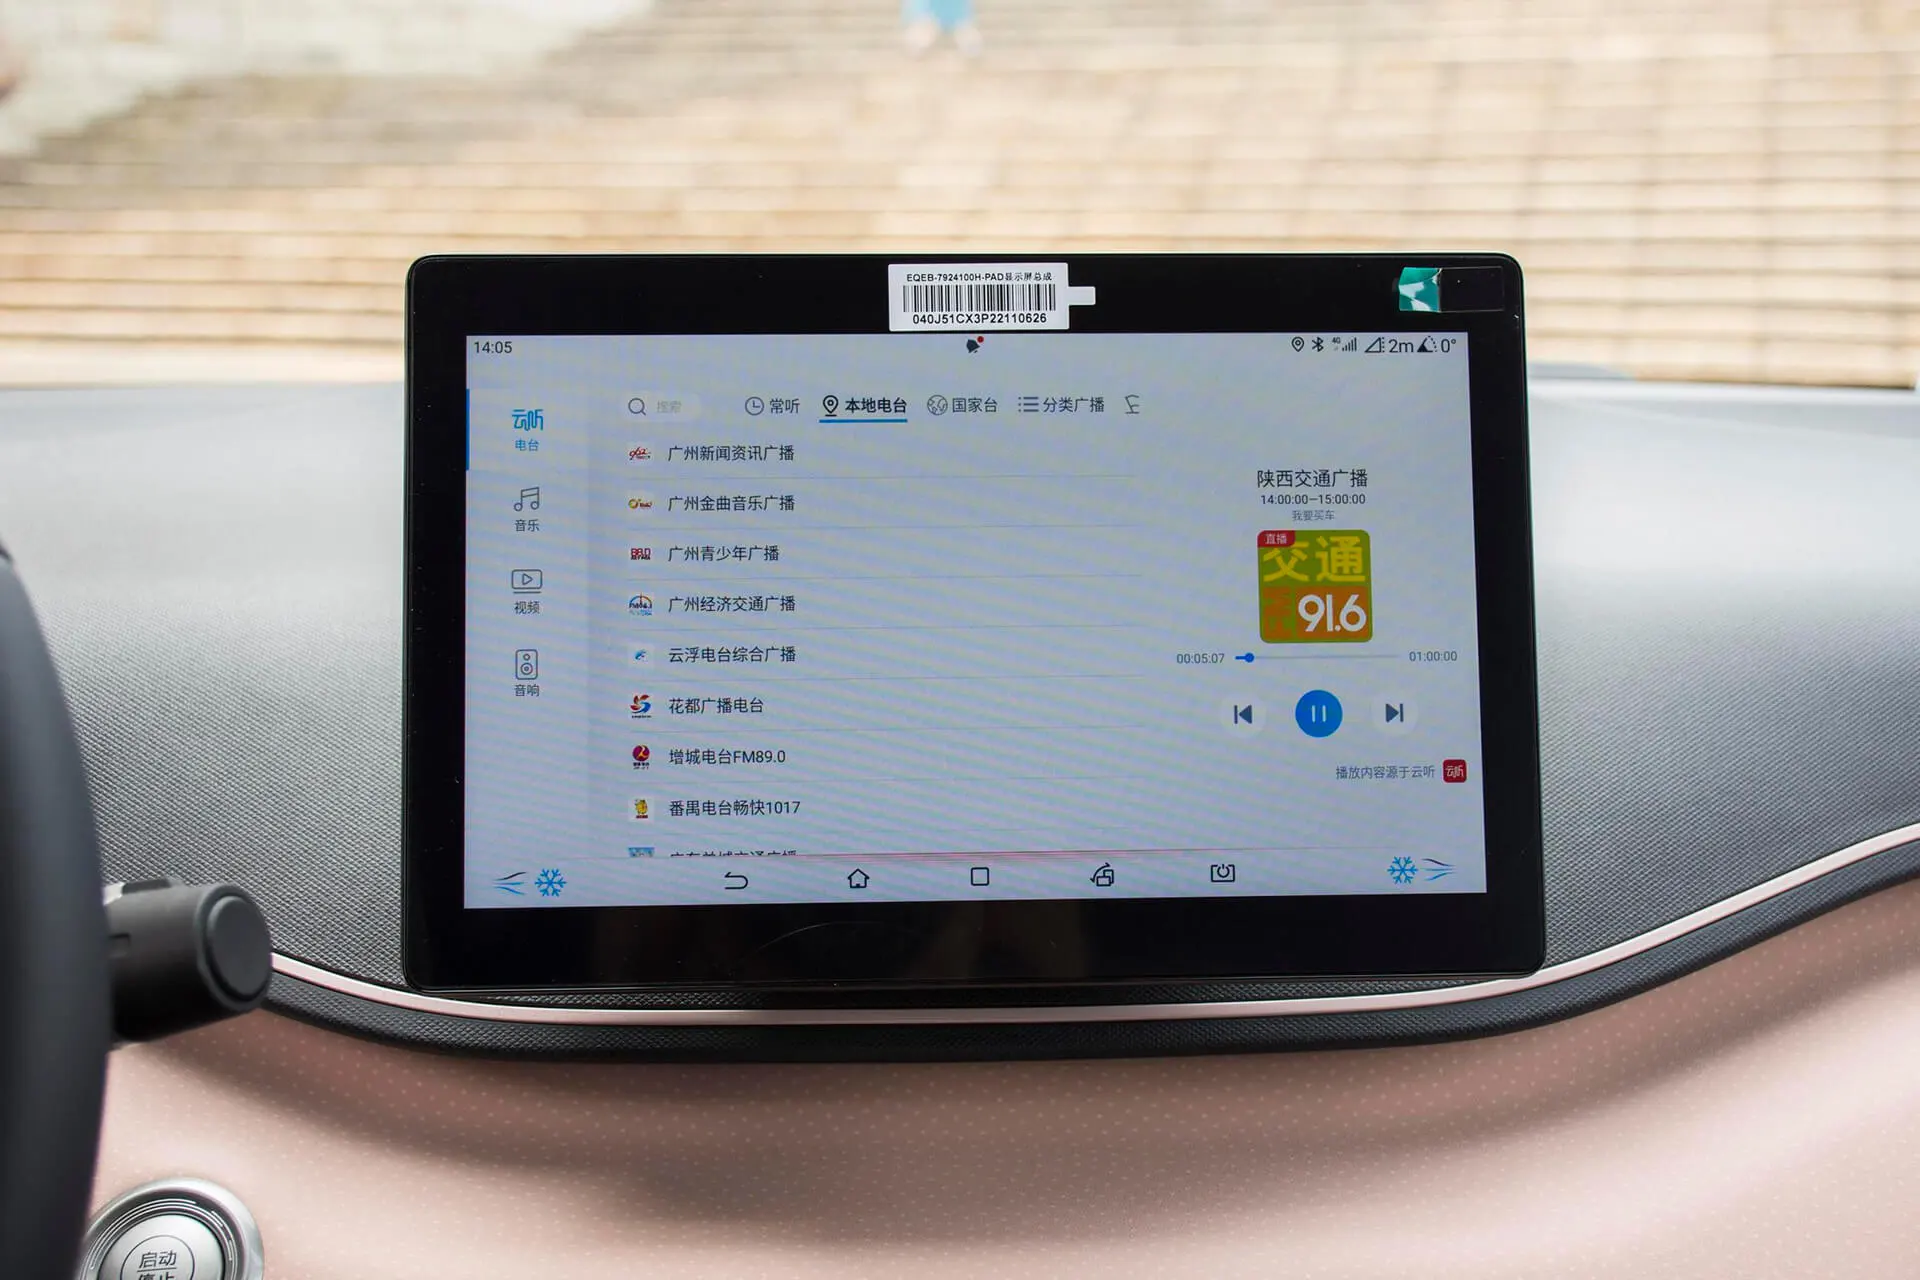 EQEB-7924100H-PAD显示屏总成
040J51CX3P22110626
14:05
4G
2m
0°
云听
电台
音乐
视频
音响
搜索
常听
本地电台
国家台
分类广播
广州新闻资讯广播
广州金曲音乐广播
广州青少年广播
广州经济交通广播
云浮电台综合广播
花都广播电台
增城电台FM89.0
番禺电台畅快1017
陕西交通广播
14:00:00—15:00:00
我要买车
直播
交通
91.6
00:05:07
01:00:00
播放内容源于云听
云听
启动
停止